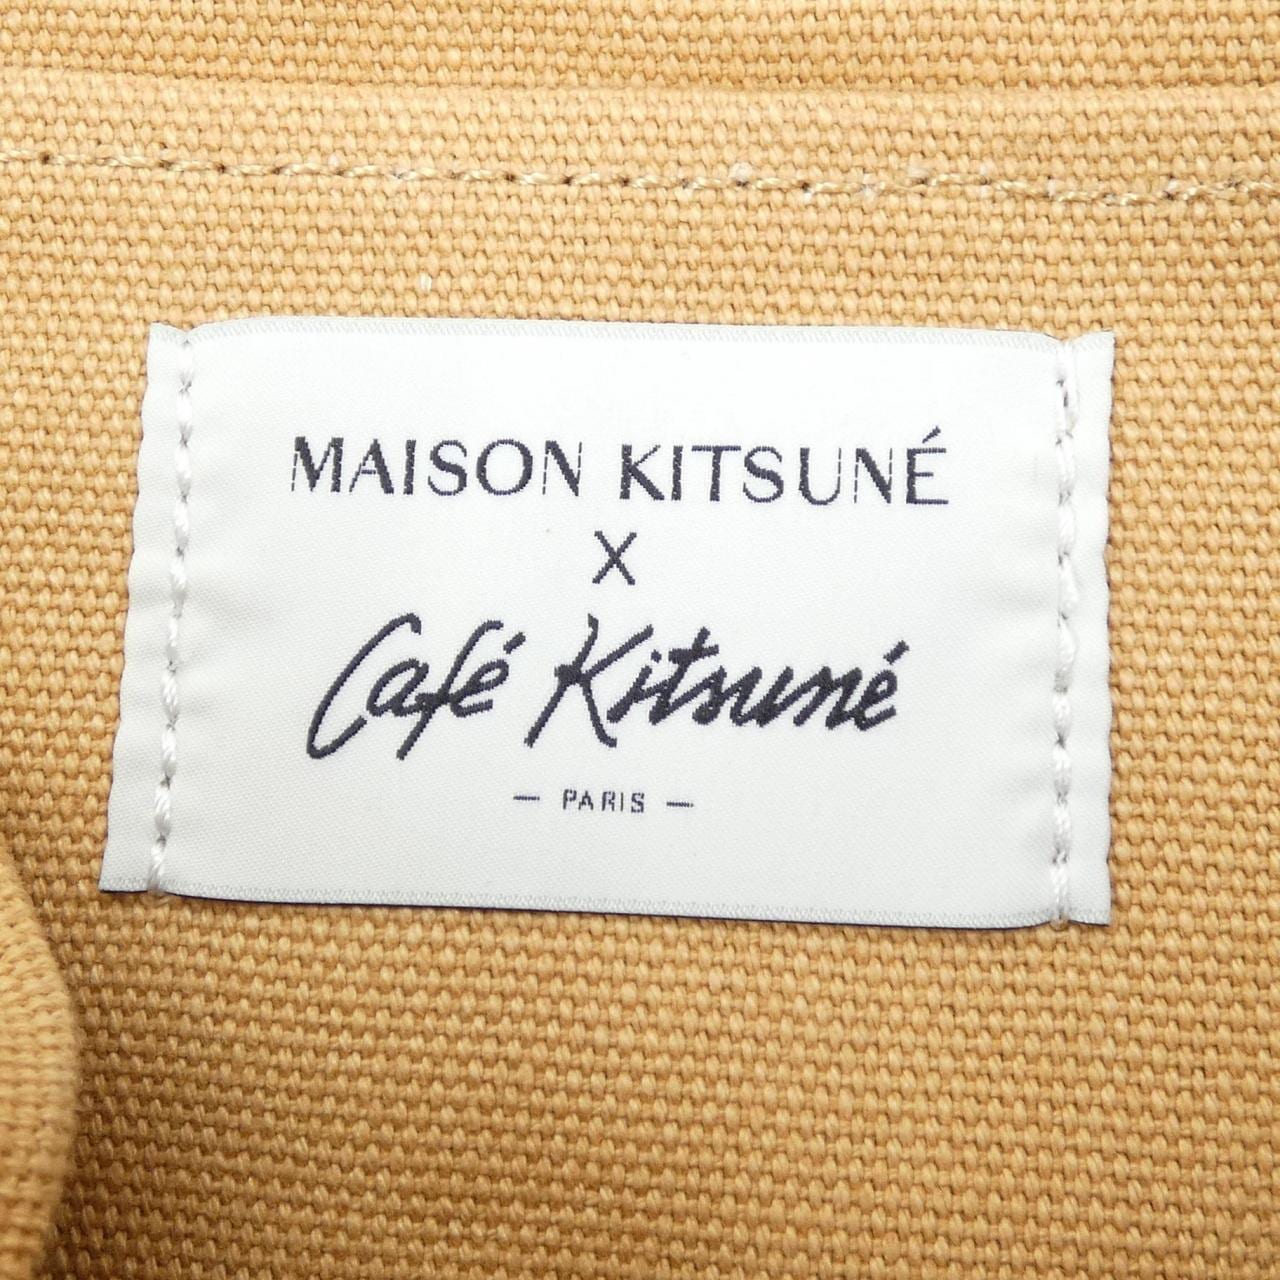 MAISON KITSUNÉ
X
Café Kitsuné
— PARIS —